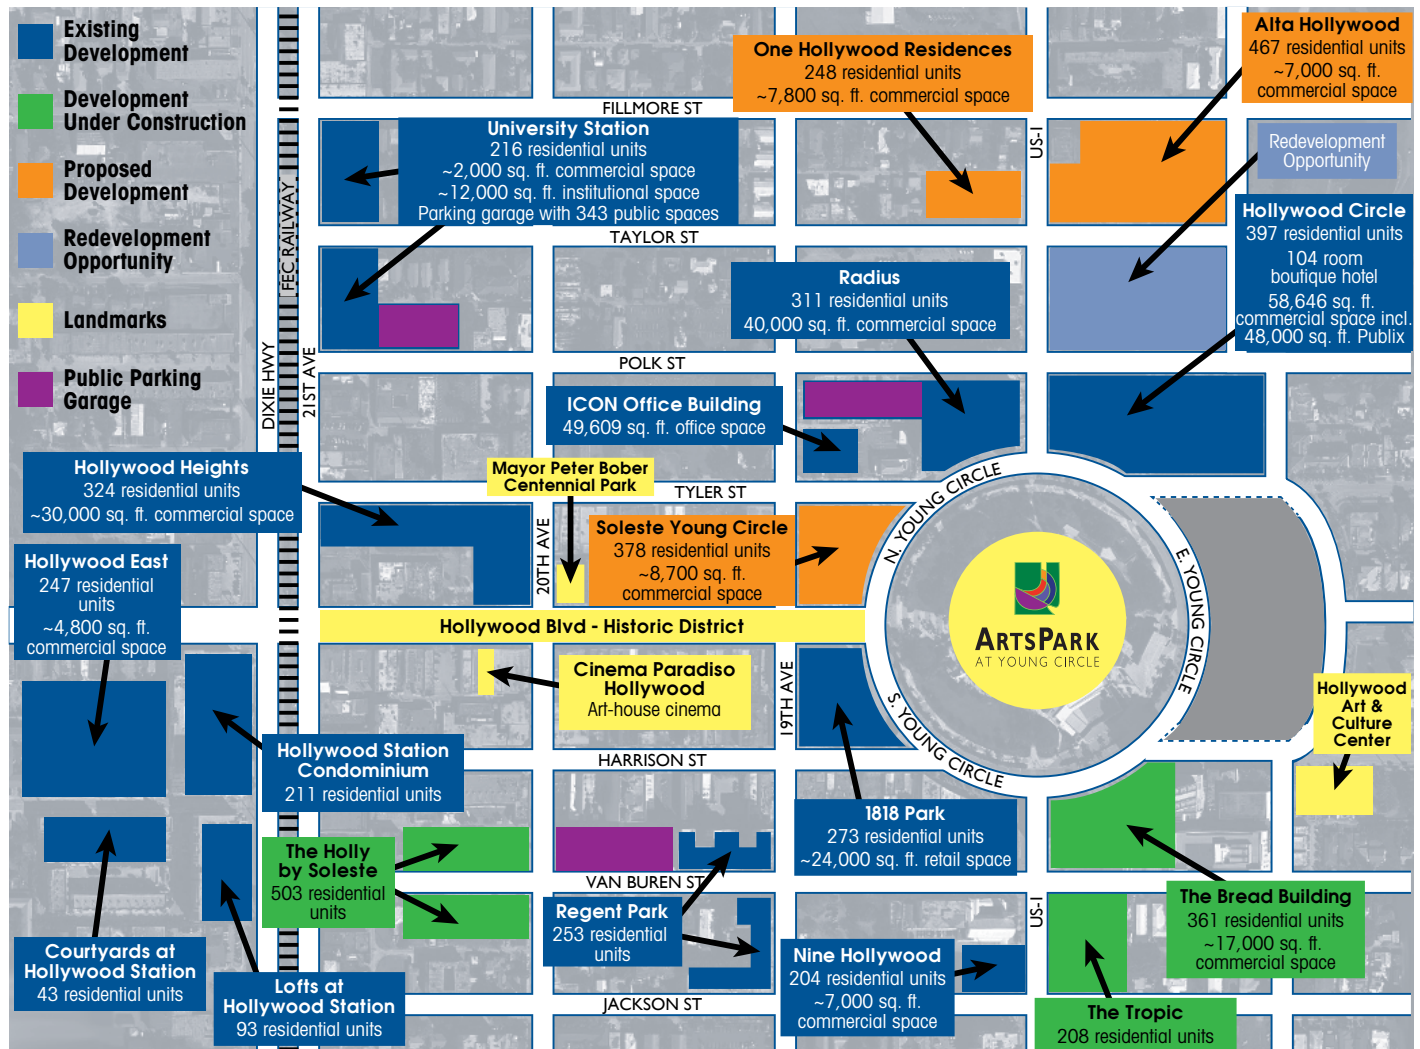 Existing
Development
Development
Under Construction
Proposed
Development
Redevelopment
Opportunity
Landmarks
Public Parking
Garage
One Hollywood Residences
248 residential units
~7,800 sq. ft. commercial space
Alta Hollywood
467 residential units
~7,000 sq. ft.
commercial space
FILLMORE ST
University Station
216 residential units
~2,000 sq. ft. commercial space
~12,000 sq. ft. institutional space
Parking garage with 343 public spaces
US-1
Redevelopment
Opportunity
FEC RAILWAY
TAYLOR ST
Hollywood Circle
397 residential units
104 room
boutique hotel
58,646 sq. ft.
commercial space incl.
48,000 sq. ft. Publix
Radius
311 residential units
40,000 sq. ft. commercial space
DIXIE HWY
21ST AVE
POLK ST
ICON Office Building
49,609 sq. ft. office space
Hollywood Heights
324 residential units
~30,000 sq. ft. commercial space
Mayor Peter Bober
Centennial Park
TYLER ST
N. YOUNG CIRCLE
20TH AVE
Soleste Young Circle
378 residential units
~8,700 sq. ft.
commercial space
Hollywood East
247 residential
units
~4,800 sq. ft.
commercial space
E. YOUNG CIRCLE
Hollywood Blvd - Historic District
ARTSPARK
AT YOUNG CIRCLE
Cinema Paradiso
Hollywood
Art-house cinema
19TH AVE
S. YOUNG CIRCLE
Hollywood
Art &
Culture
Center
Hollywood Station
Condominium
211 residential units
HARRISON ST
1818 Park
273 residential units
~24,000 sq. ft. retail space
The Holly
by Soleste
503 residential
units
VAN BUREN ST
Regent Park
253 residential
units
US-1
The Bread Building
361 residential units
~17,000 sq. ft.
commercial space
Courtyards at
Hollywood Station
43 residential units
Lofts at
Hollywood Station
93 residential units
Nine Hollywood
204 residential units
~7,000 sq. ft.
commercial space
JACKSON ST
The Tropic
208 residential units